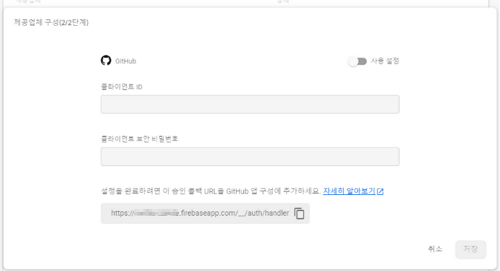 제공업체 구성(2/2단계)
GitHub
사용 설정
클라이언트 ID
클라이언트 보안 비밀번호
설정을 완료하려면 이 승인 콜백 URL을 GitHub 앱 구성에 추가하세요. 자세히 알아보기
https://.firebaseapp.com/__/auth/handler
취소
저장